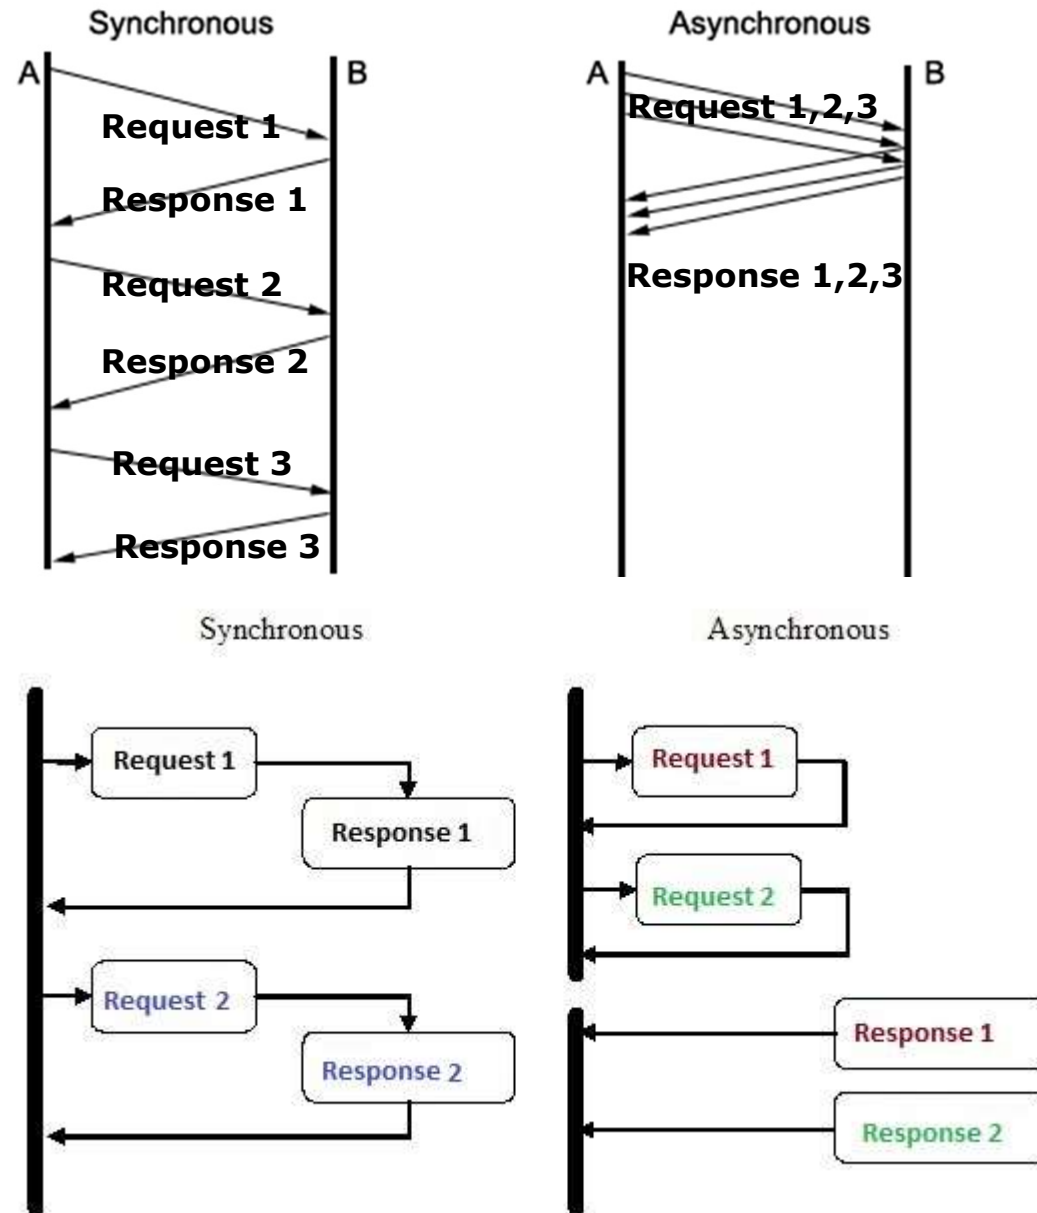 Synchronous
A
B
Request 1
Response 1
Request 2
Response 2
Request 3
Response 3
Asynchronous
A
B
Request 1,2,3
Response 1,2,3
Synchronous
Request 1
Response 1
Request 2
Response 2
Asynchronous
Request 1
Request 2
Response 1
Response 2